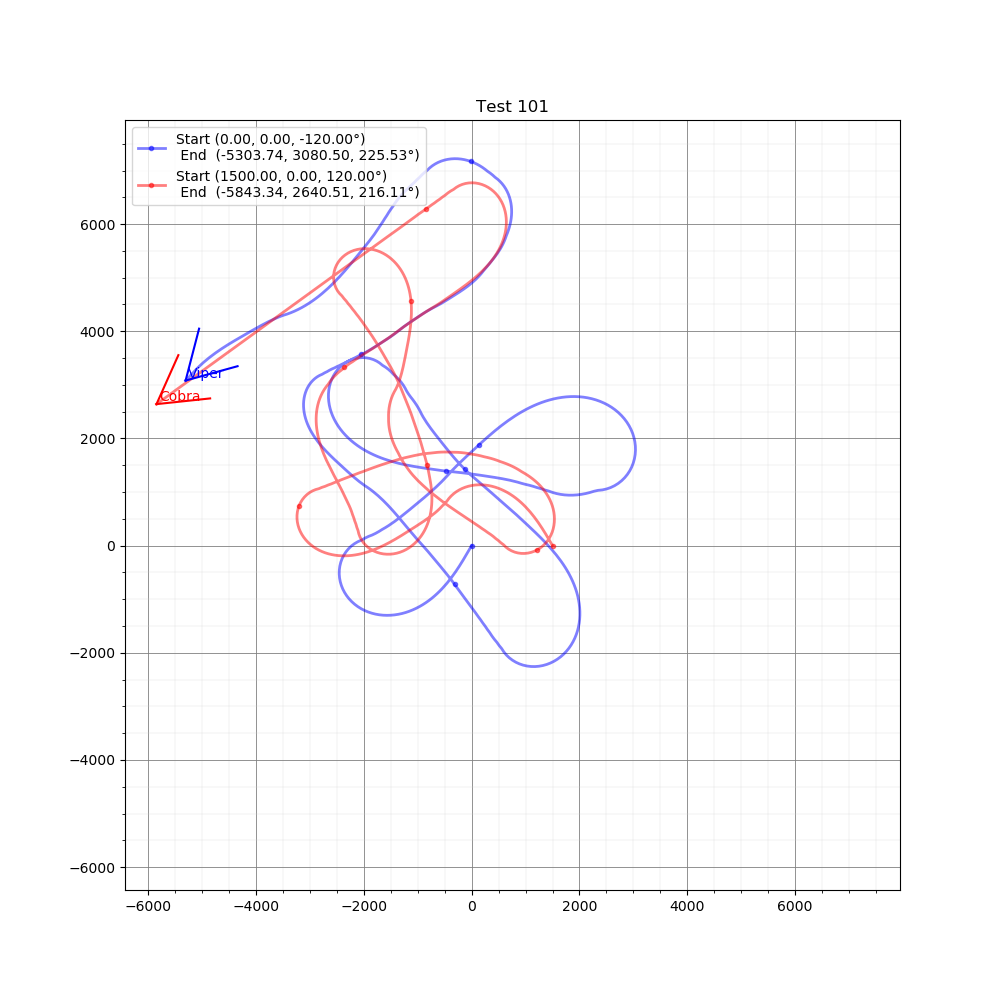 Test 101
Start (0.00, 0.00, -120.00°)
End (-5303.74, 3080.50, 225.53°)
Start (1500.00, 0.00, 120.00°)
End (-5843.34, 2640.51, 216.11°)
6000
4000
2000
0
−2000
−4000
−6000
Viper
Cobra
−6000 −4000 −2000 0 2000 4000 6000